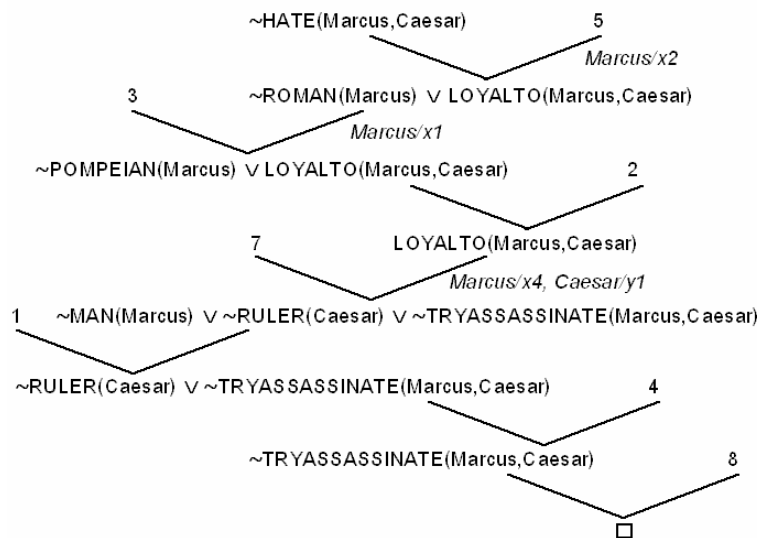 ~HATE(Marcus,Caesar) 5
Marcus/x2
3 ~ROMAN(Marcus) ∨ LOYALTO(Marcus,Caesar)
Marcus/x1
~POMPEIAN(Marcus) ∨ LOYALTO(Marcus,Caesar) 2
7 LOYALTO(Marcus,Caesar)
Marcus/x4, Caesar/y1
1 ~MAN(Marcus) ∨ ~RULER(Caesar) ∨ ~TRYASSASSINATE(Marcus,Caesar)
~RULER(Caesar) ∨ ~TRYASSASSINATE(Marcus,Caesar) 4
~TRYASSASSINATE(Marcus,Caesar) 8
□